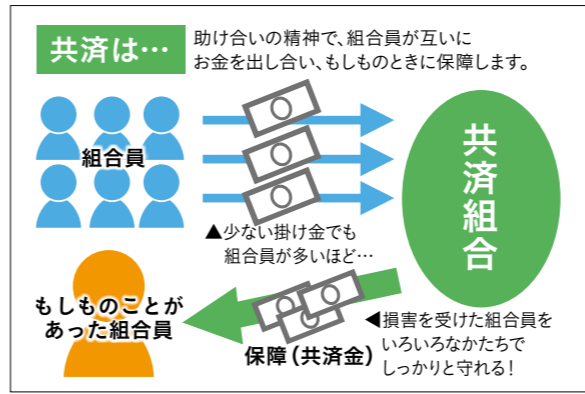 共済は…
助け合いの精神で、組合員が互いに
お金を出し合い、もしものときに保障します。
組合員
共済組合
▲少ない掛け金でも
組合員が多いほど…
もしものことが
あった組合員
保障(共済金)
◀損害を受けた組合員を
いろいろなかたちで
しっかりと守れる!